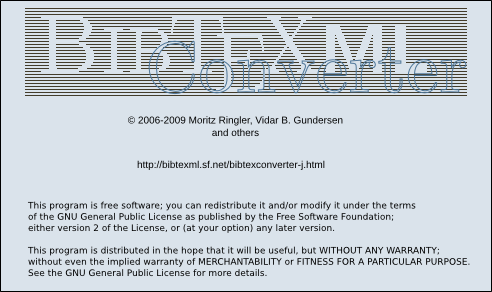 BIBTEXML
Converter
© 2006-2009 Moritz Ringler, Vidar B. Gundersen
and others
http://bibtexml.sf.net/bibtexconverter-j.html
This program is free software; you can redistribute it and/or modify it under the terms
of the GNU General Public License as published by the Free Software Foundation;
either version 2 of the License, or (at your option) any later version.
This program is distributed in the hope that it will be useful, but WITHOUT ANY WARRANTY;
without even the implied warranty of MERCHANTABILITY or FITNESS FOR A PARTICULAR PURPOSE.
See the GNU General Public License for more details.